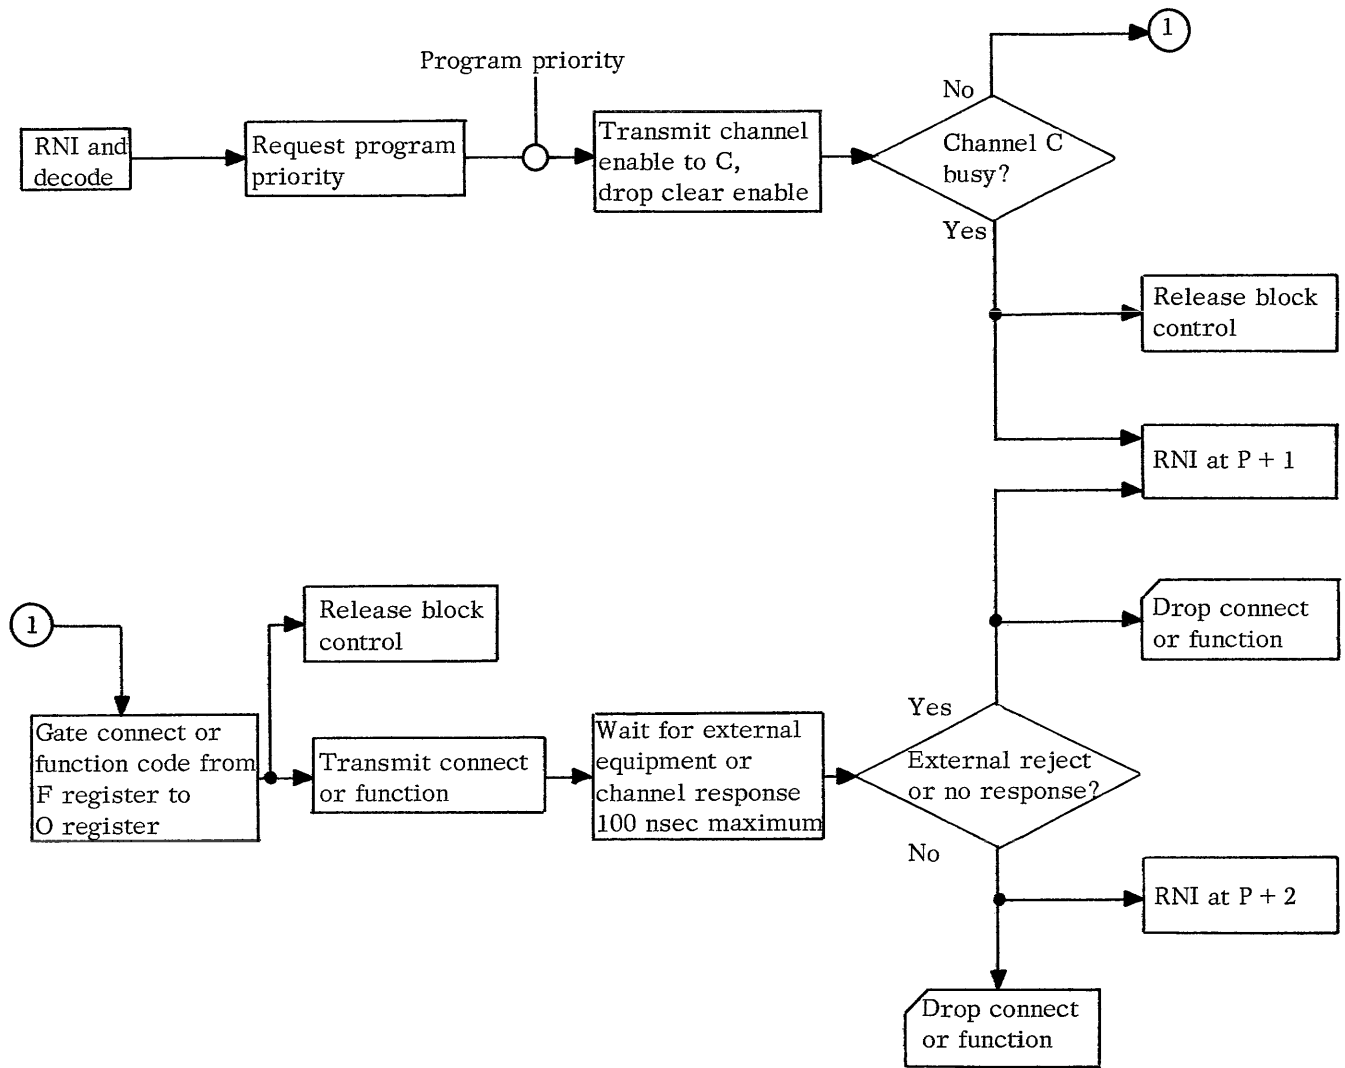 Program priority
1
No
RNI and
decode
Request program
priority
Transmit channel
enable to C,
drop clear enable
Channel C
busy?
Yes
Release block
control
RNI at P + 1
1
Release block
control
Drop connect
or function
Gate connect or
function code from
F register to
O register
Transmit connect
or function
Wait for external
equipment or
channel response
100 nsec maximum
Yes
External reject
or no response?
No
RNI at P + 2
Drop connect
or function